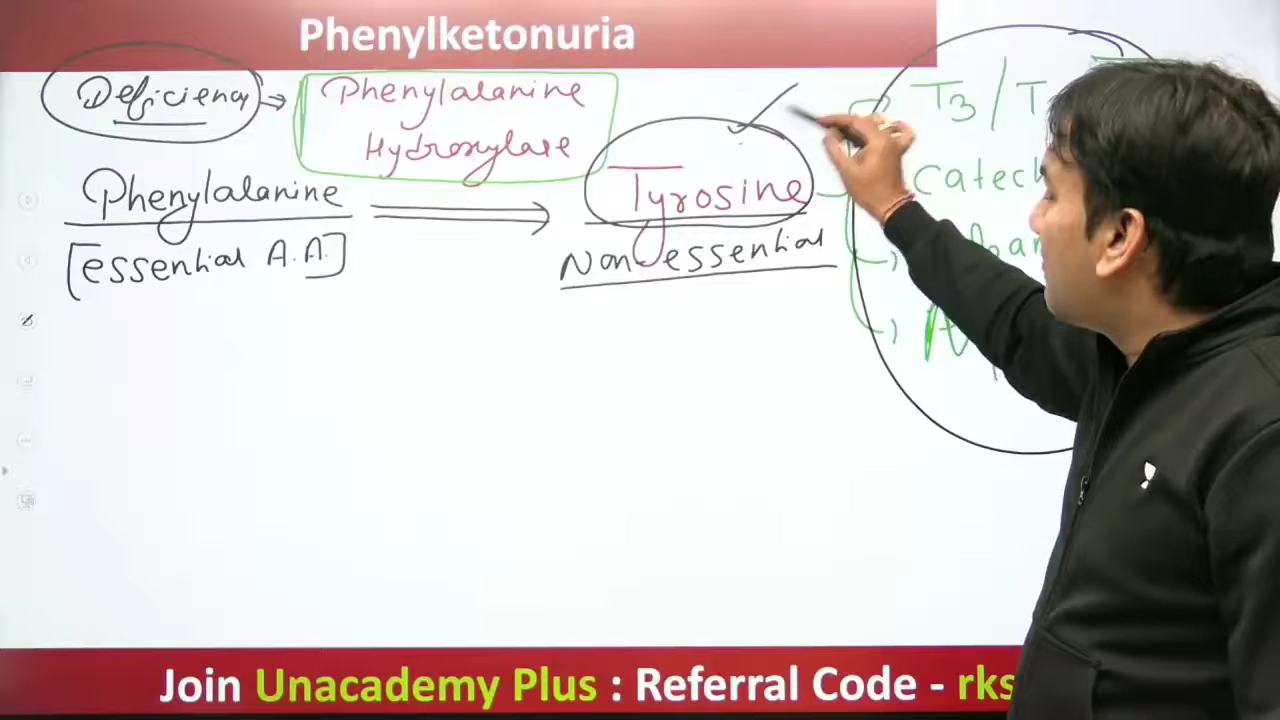 Phenylketonuria
Deficiency → Phenylalanine
Hydroxylase
Phenylalanine ⇒ Tyrosine
[essential A.A.]
Non-essential
T3 / T
Catech
Join Unacademy Plus : Referral Code - rks